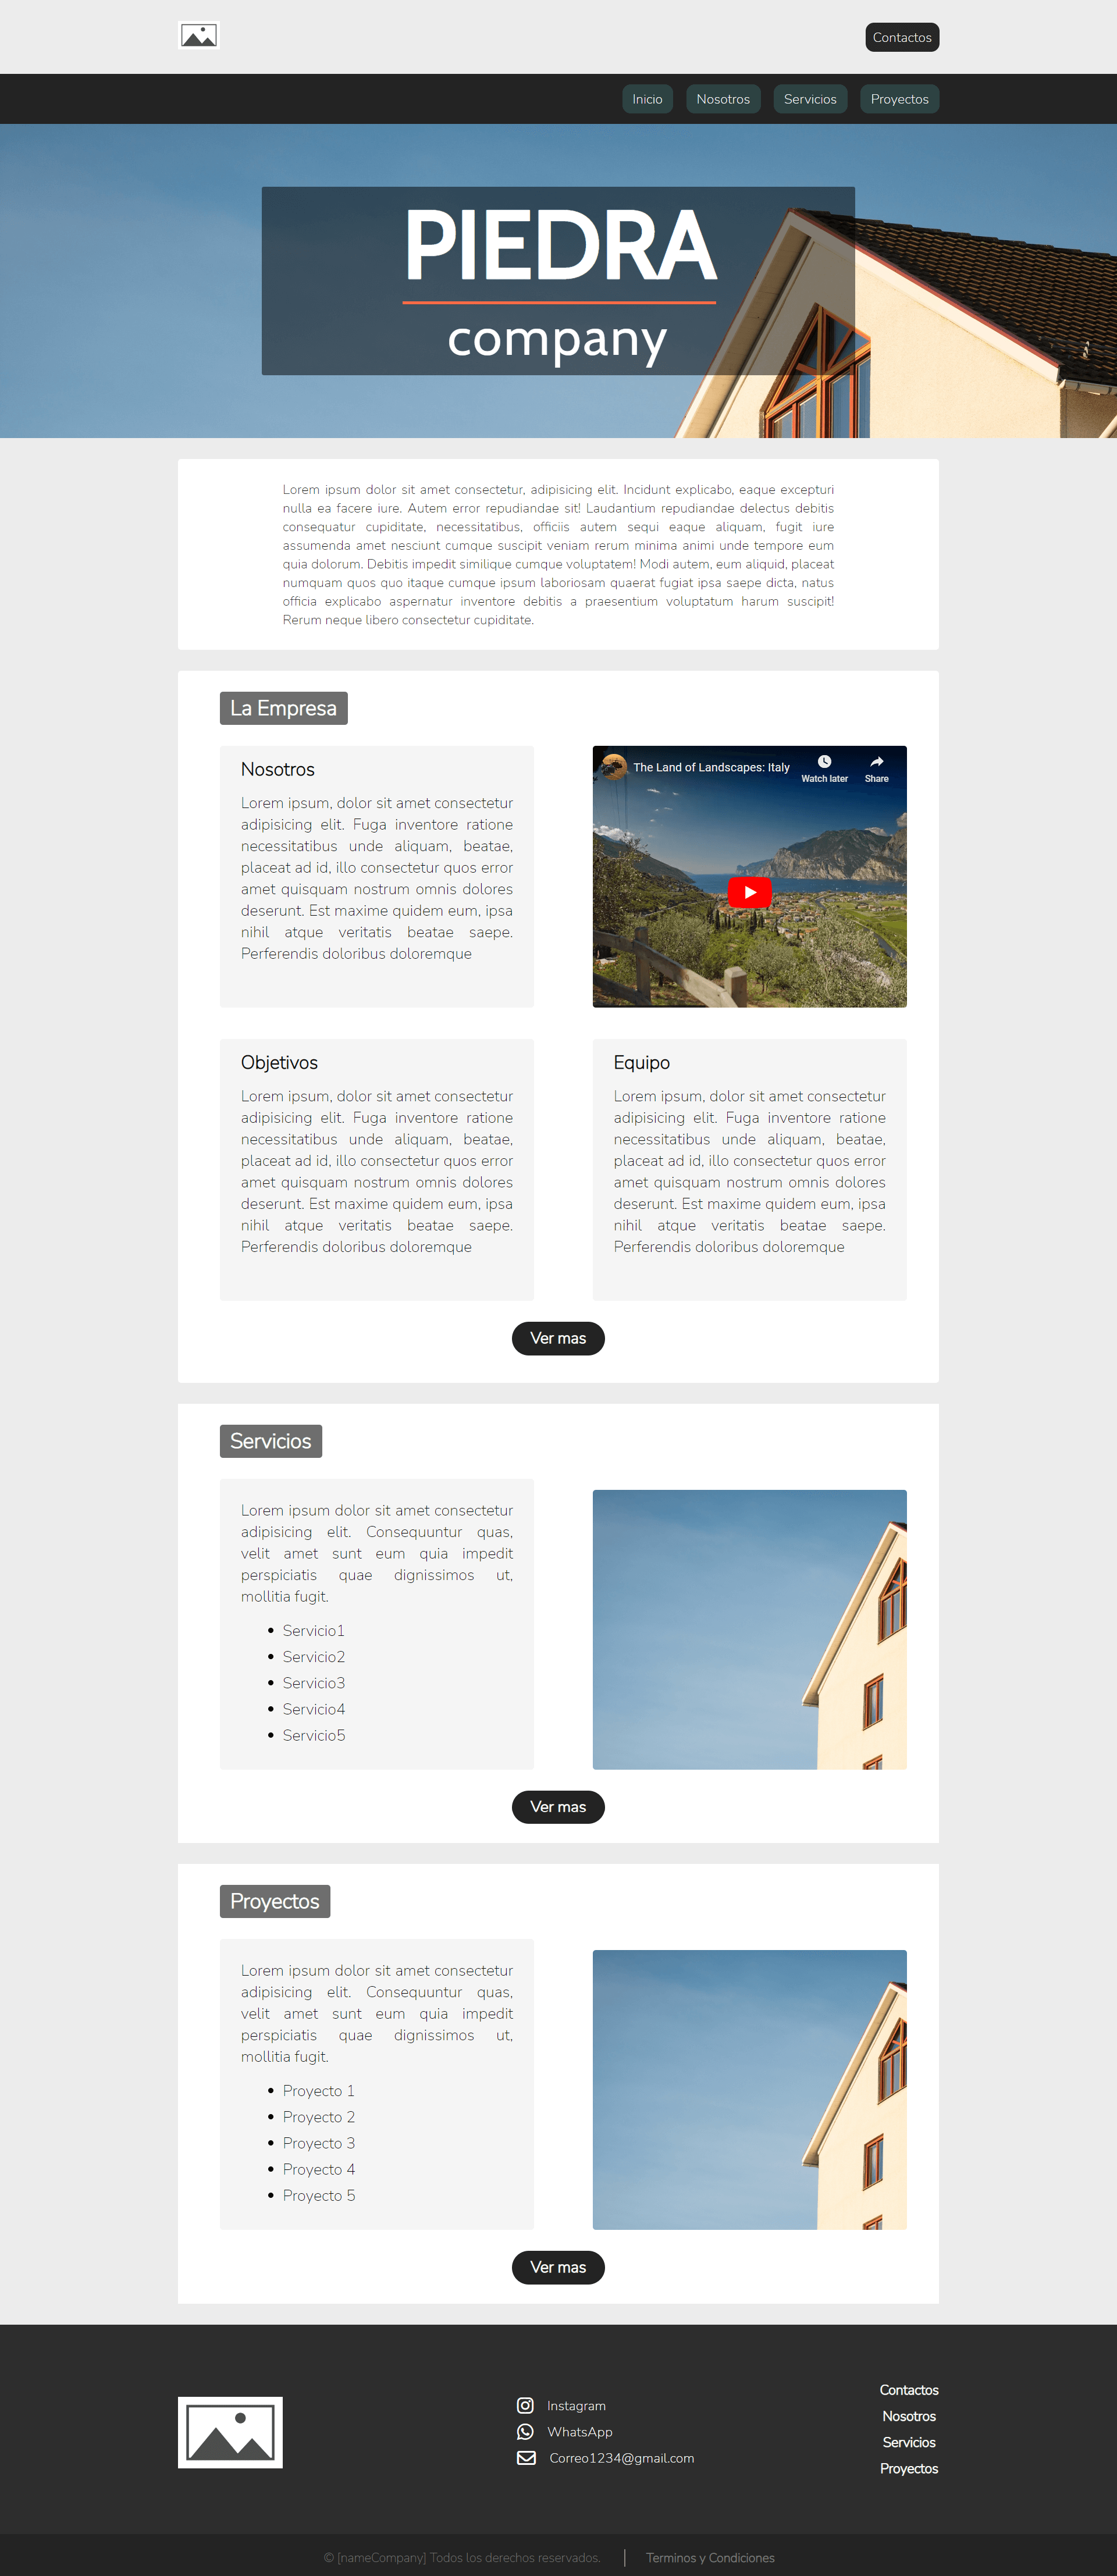 Contactos
Inicio Nosotros Servicios Proyectos
PIEDRA
company
Lorem ipsum dolor sit amet consectetur, adipisicing elit. Incidunt explicabo, eaque excepturi
nulla ea facere iure. Autem error repudiandae sit! Laudantium repudiandae delectus debitis
consequatur cupiditate, necessitatibus, officiis autem sequi eaque aliquam, fugit iure
assumenda amet nesciunt cumque suscipit veniam rerum minima animi unde tempore eum
quia dolorum. Debitis impedit similique cumque voluptatem! Modi autem, eum aliquid, placeat
numquam quos quo itaque cumque ipsum laboriosam quaerat fugiat ipsa saepe dicta, natus
officia explicabo aspernatur inventore debitis a praesentium voluptatum harum suscipit!
Rerum neque libero consectetur cupiditate.
La Empresa
Nosotros
Lorem ipsum, dolor sit amet consectetur
adipisicing elit. Fuga inventore ratione
necessitatibus unde aliquam, beatae,
placeat ad id, illo consectetur quos error
amet quisquam nostrum omnis dolores
deserunt. Est maxime quidem eum, ipsa
nihil atque veritatis beatae saepe.
Perferendis doloribus doloremque
The Land of Landscapes: Italy
Watch later Share
Objetivos
Lorem ipsum, dolor sit amet consectetur
adipisicing elit. Fuga inventore ratione
necessitatibus unde aliquam, beatae,
placeat ad id, illo consectetur quos error
amet quisquam nostrum omnis dolores
deserunt. Est maxime quidem eum, ipsa
nihil atque veritatis beatae saepe.
Perferendis doloribus doloremque
Equipo
Lorem ipsum, dolor sit amet consectetur
adipisicing elit. Fuga inventore ratione
necessitatibus unde aliquam, beatae,
placeat ad id, illo consectetur quos error
amet quisquam nostrum omnis dolores
deserunt. Est maxime quidem eum, ipsa
nihil atque veritatis beatae saepe.
Perferendis doloribus doloremque
Ver mas
Servicios
Lorem ipsum dolor sit amet consectetur
adipisicing elit. Consequuntur quas,
velit amet sunt eum quia impedit
perspiciatis quae dignissimos ut,
mollitia fugit.
• Servicio1
• Servicio2
• Servicio3
• Servicio4
• Servicio5
Ver mas
Proyectos
Lorem ipsum dolor sit amet consectetur
adipisicing elit. Consequuntur quas,
velit amet sunt eum quia impedit
perspiciatis quae dignissimos ut,
mollitia fugit.
• Proyecto 1
• Proyecto 2
• Proyecto 3
• Proyecto 4
• Proyecto 5
Ver mas
Instagram
WhatsApp
Correo1234@gmail.com
Contactos
Nosotros
Servicios
Proyectos
© [nameCompany] Todos los derechos reservados. | Terminos y Condiciones